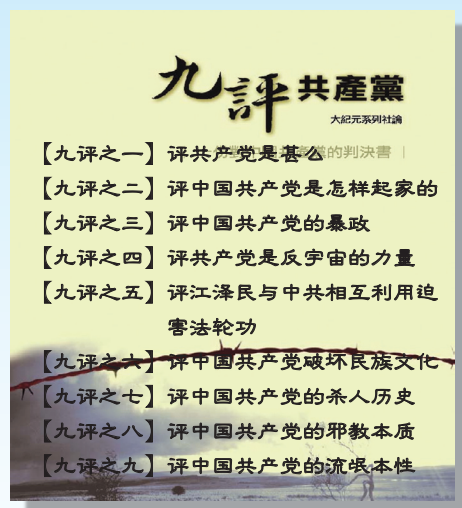 九評共產黨
大紀元系列社論
【九评之一】评共产党是甚么
的判決書
【九评之二】评中国共产党是怎样起家的
【九评之三】评中国共产党的暴政
【九评之四】评共产党是反宇宙的力量
【九评之五】评江泽民与中共相互利用迫
害法轮功
【九评之六】评中国共产党破坏民族文化
【九评之七】评中国共产党的杀人历史
【九评之八】评中国共产党的邪教本质
【九评之九】评中国共产党的流氓本性